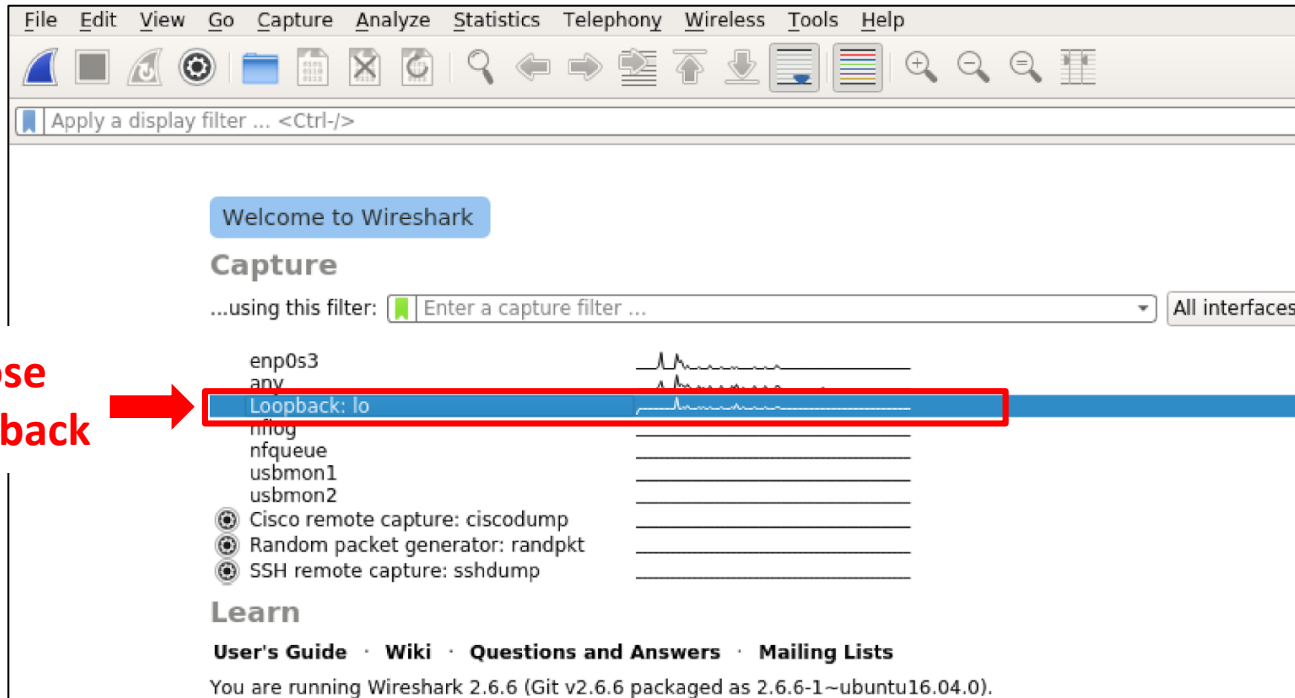 File Edit View Go Capture Analyze Statistics Telephony Wireless Tools Help
Apply a display filter ... <Ctrl-/>
Welcome to Wireshark
Capture
...using this filter: Enter a capture filter ... All interfaces
enp0s3
any
Loopback: lo
nflog
nfqueue
usbmon1
usbmon2
Cisco remote capture: ciscodump
Random packet generator: randpkt
SSH remote capture: sshdump
ose
back
Learn
User's Guide · Wiki · Questions and Answers · Mailing Lists
You are running Wireshark 2.6.6 (Git v2.6.6 packaged as 2.6.6-1~ubuntu16.04.0).